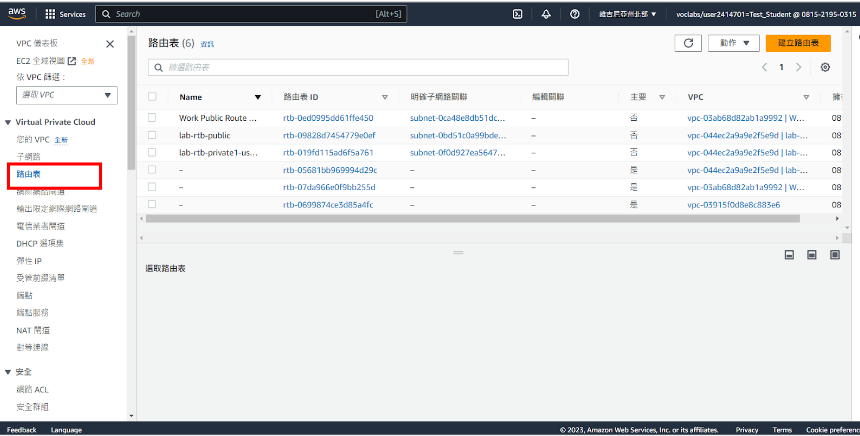 aws Services Search [Alt+S] 維吉尼亞州北部 ▼ voclabs/user2414701=Test_Student @ 0815-2195-0315
VPC 儀表板
EC2 全域視圖 全新
依 VPC 篩選：
選取 VPC
Virtual Private Cloud
您的 VPC 全新
子網路
路由表
網際網路閘道
輸出限定網際網路閘道
電信業者閘道
DHCP 選項集
彈性 IP
受管前綴清單
端點
端點服務
NAT 閘道
對等連線
安全
網路 ACL
安全群組
路由表 (6) 資訊
動作 ▼ 建立路由表
篩選路由表
1
Name 路由表 ID 明確子網路關聯 編輯關聯 主要 VPC
Work Public Route ... rtb-0ed0995dd61ffe450 subnet-0ca48e8db51dc... – 否 vpc-03ab68d82ab1a9992 | W... 08
lab-rtb-public rtb-09828d7454779e0ef subnet-0bd51c0a99bde... – 否 vpc-044ec2a9a9e2f5e9d | lab-... 08
lab-rtb-private1-us... rtb-019fd115ad6f5a761 subnet-0f0d927ea5647... – 否 vpc-044ec2a9a9e2f5e9d | lab-... 08
– rtb-05681bb969994d29c – – 是 vpc-044ec2a9a9e2f5e9d | lab-... 08
– rtb-07da966e0f9bb255d – – 是 vpc-03ab68d82ab1a9992 | W... 08
– rtb-0699874ce3d85a4fc – – 是 vpc-03915f0d8e8c883e6 08
選取路由表
Feedback Language © 2023, Amazon Web Services, Inc. or its affiliates. Privacy Terms Cookie preferenc